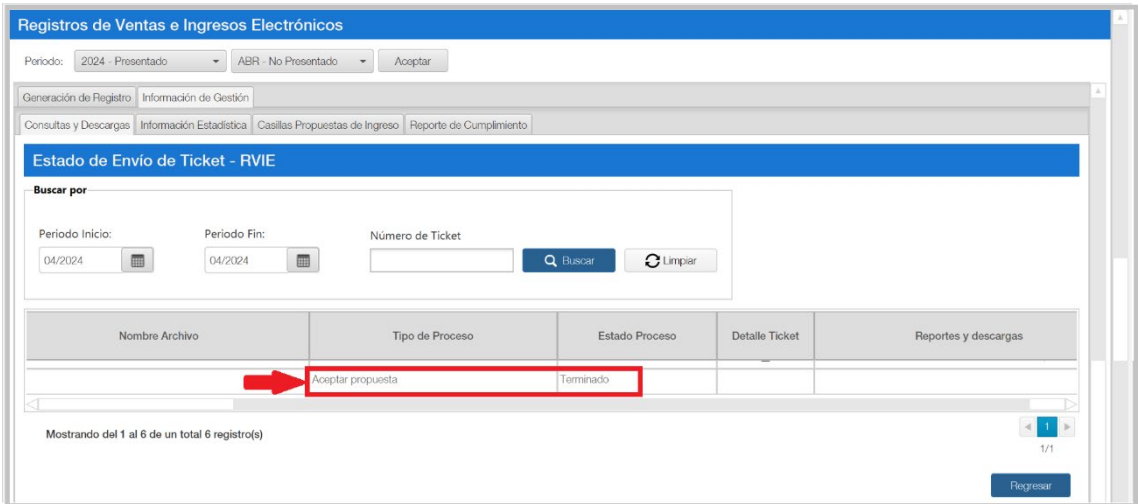 Registros de Ventas e Ingresos Electrónicos
Periodo: 2024 - Presentado ABR - No Presentado Aceptar
Generación de Registro Información de Gestión
Consultas y Descargas Información Estadística Casillas Propuestas de Ingreso Reporte de Cumplimiento
Estado de Envío de Ticket - RVIE
Buscar por
Periodo Inicio: Periodo Fin: Número de Ticket
04/2024 04/2024 Buscar Limpiar
Nombre Archivo Tipo de Proceso Estado Proceso Detalle Ticket Reportes y descargas
Aceptar propuesta Terminado
Mostrando del 1 al 6 de un total 6 registro(s)
1
1/1
Regresar